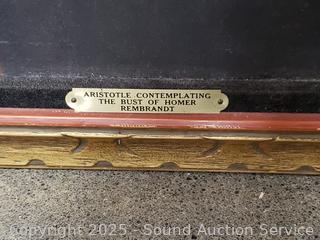 ARISTOTLE CONTEMPLATING
THE BUST OF HOMER
REMBRANDT
Copyright 2025 - Sound Auction Service